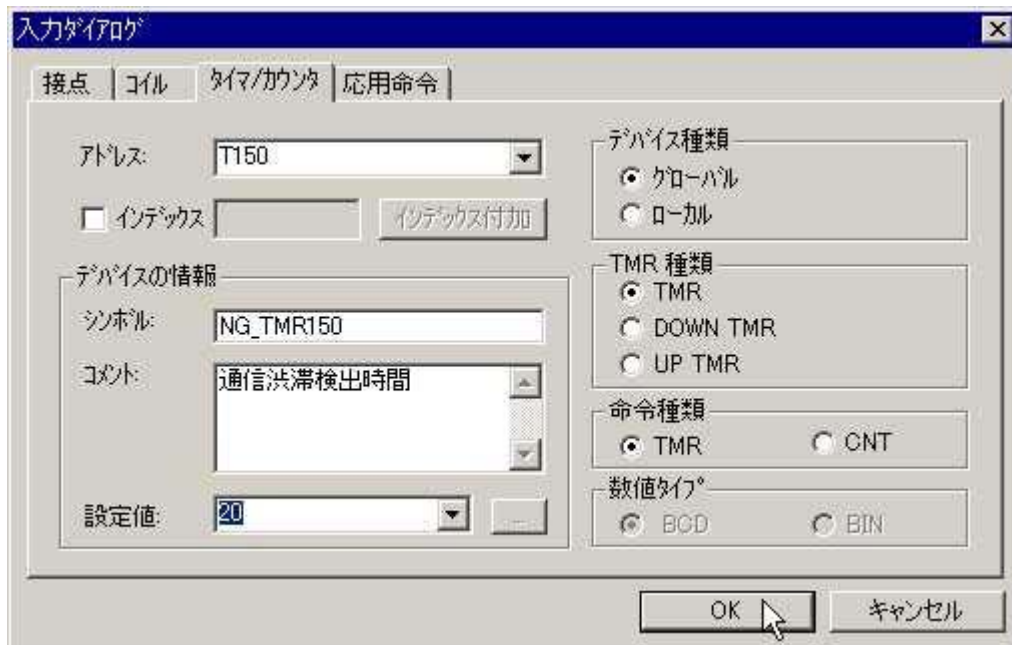 入力ﾀﾞｲｱﾛｸﾞ
接点 ｺｲﾙ ﾀｲﾏ/ｶｳﾝﾀ 応用命令
ｱﾄﾞﾚｽ: T150
ｲﾝﾃﾞｯｸｽ ｲﾝﾃﾞｯｸｽ付加
ﾃﾞﾊﾞｲｽの情報
ｼﾝﾎﾞﾙ: NG_TMR150
ｺﾒﾝﾄ: 通信渋滞検出時間
設定値: 20 ...
ﾃﾞﾊﾞｲｽ種類
ｸﾞﾛｰﾊﾞﾙ
ﾛｰｶﾙ
TMR 種類
TMR
DOWN TMR
UP TMR
命令種類
TMR CNT
数値ﾀｲﾌﾟ
BCD BIN
OK キャンセル